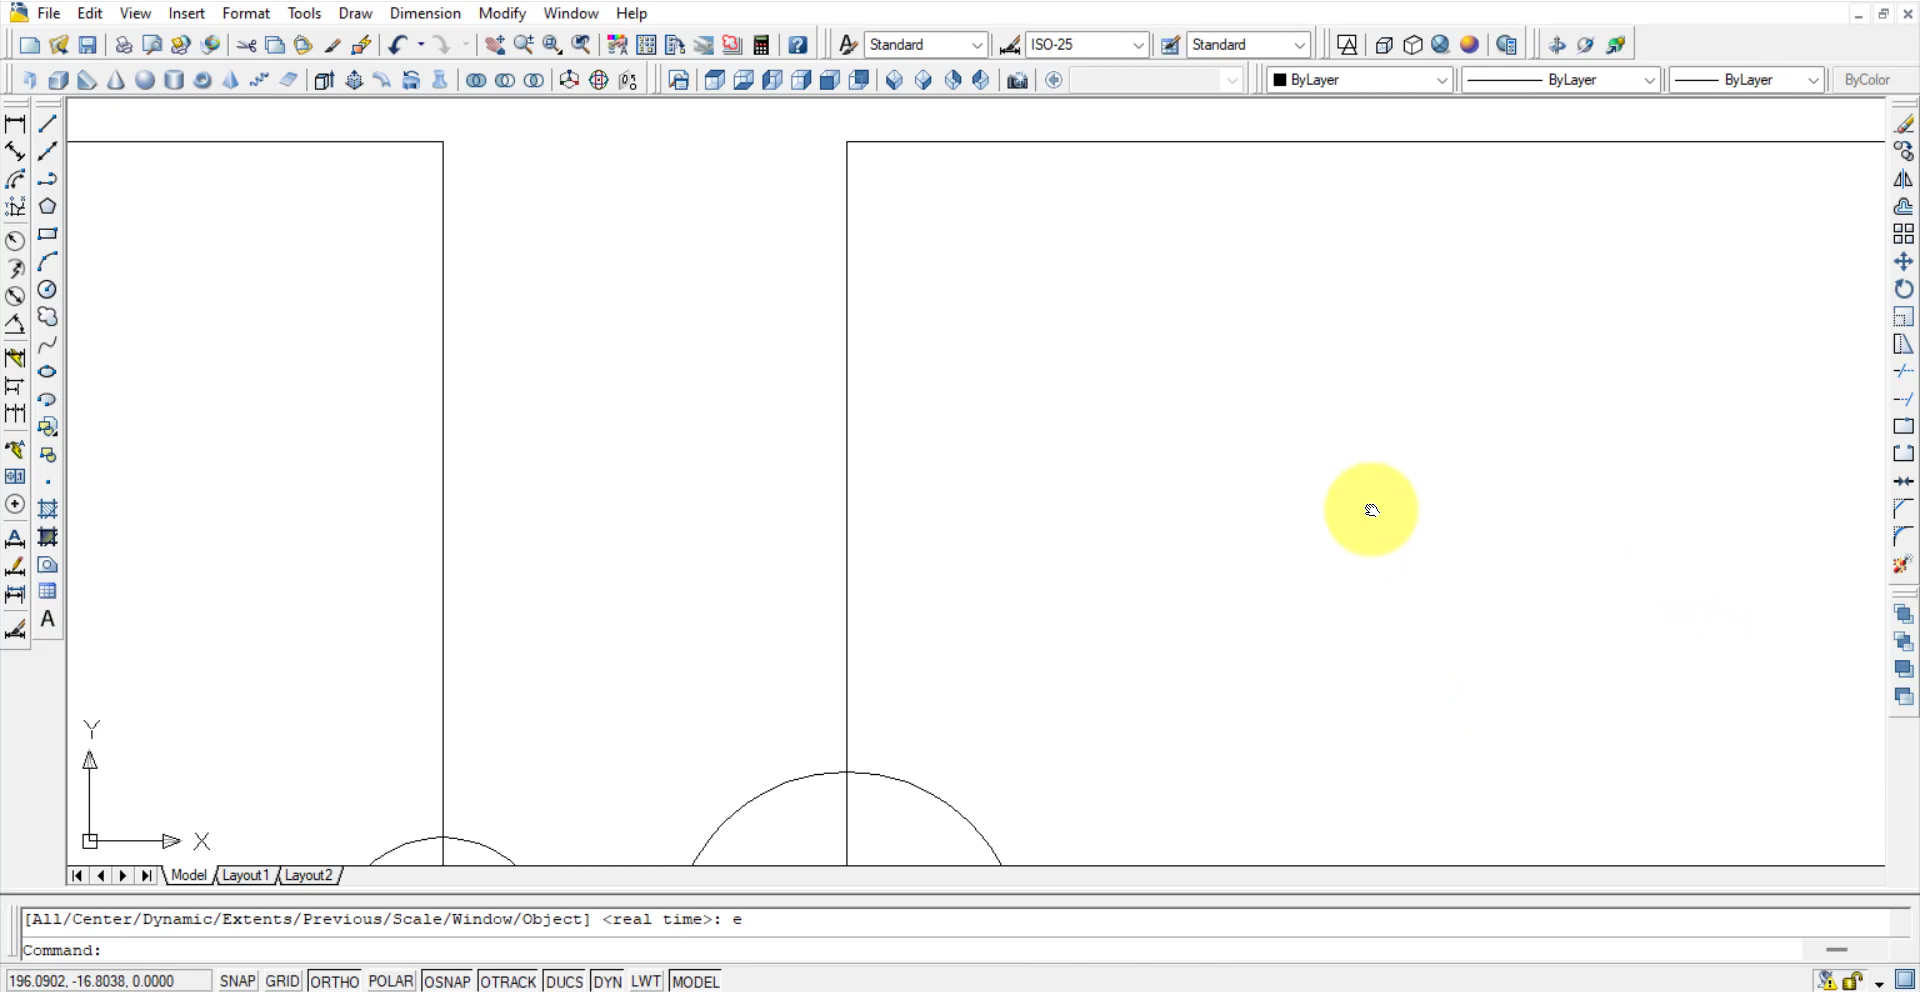 File Edit View Insert Format Tools Draw Dimension Modify Window Help
Standard ISO-25 Standard
ByLayer ByLayer ByLayer ByColor
A
Y
X
Model Layout1 Layout2
[All/Center/Dynamic/Extents/Previous/Scale/Window/Object] <real time>: e
Command:
196.0902, -16.8038, 0.0000 SNAP GRID ORTHO POLAR OSNAP OTRACK DUCS DYN LWT MODEL